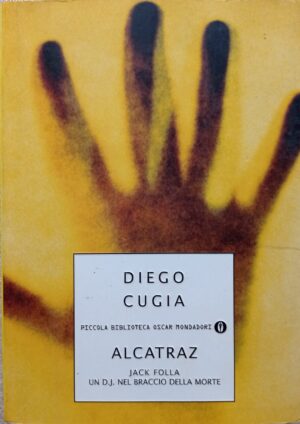 DIEGO
CUGIA
PICCOLA BIBLIOTECA OSCAR MONDADORI
ALCATRAZ
JACK FOLLA
UN D.J. NEL BRACCIO DELLA MORTE